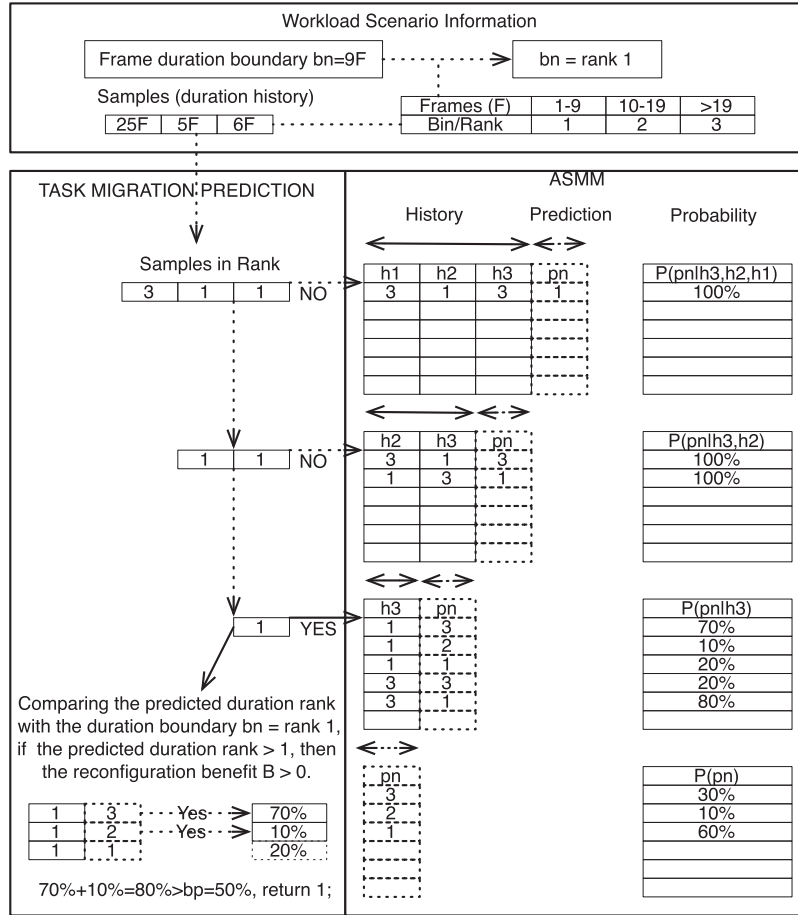 Workload Scenario Information
Frame duration boundary bn=9F
bn = rank 1
Samples (duration history)
25F 5F 6F
Frames (F) 1-9 10-19 >19
Bin/Rank 1 2 3
TASK MIGRATION PREDICTION
ASMM
History Prediction Probability
Samples in Rank
3 1 1 NO
h1 h2 h3 pn
3 1 3 1
P(pn|h3,h2,h1)
100%
1 1 NO
h2 h3 pn
3 1 3
1 3 1
P(pn|h3,h2)
100%
100%
1 YES
h3 pn
1 3
1 2
1 1
3 3
3 1
P(pn|h3)
70%
10%
20%
20%
80%
Comparing the predicted duration rank
with the duration boundary bn = rank 1,
if the predicted duration rank > 1, then
the reconfiguration benefit B > 0.
1 3 Yes 70%
1 2 Yes 10%
1 1 20%
70%+10%=80%>bp=50%, return 1;
pn
3
2
1
P(pn)
30%
10%
60%